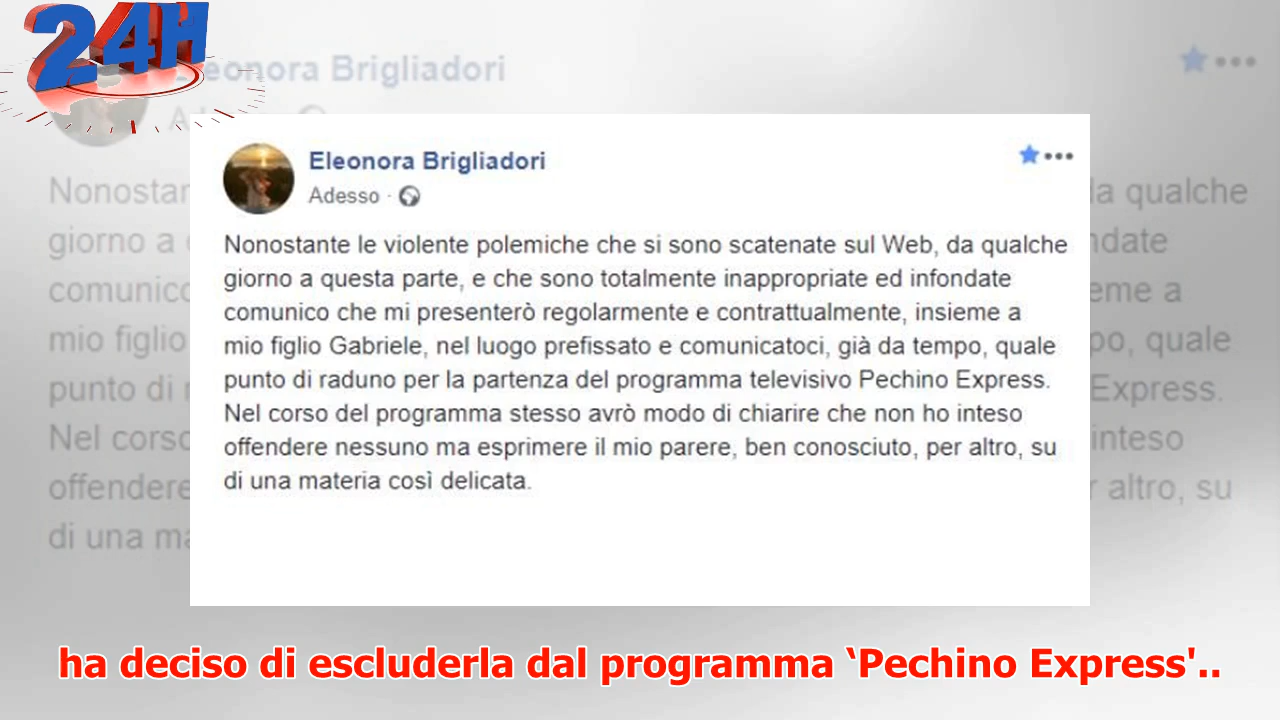 24H
Eleonora Brigliadori
Adesso ·
Nonostante le violente polemiche che si sono scatenate sul Web, da qualche
giorno a questa parte, e che sono totalmente inappropriate ed infondate
comunico che mi presenterò regolarmente e contrattualmente, insieme a
mio figlio Gabriele, nel luogo prefissato e comunicatoci, già da tempo, quale
punto di raduno per la partenza del programma televisivo Pechino Express.
Nel corso del programma stesso avrò modo di chiarire che non ho inteso
offendere nessuno ma esprimere il mio parere, ben conosciuto, per altro, su
di una materia così delicata.
ha deciso di escluderla dal programma ‘Pechino Express'..